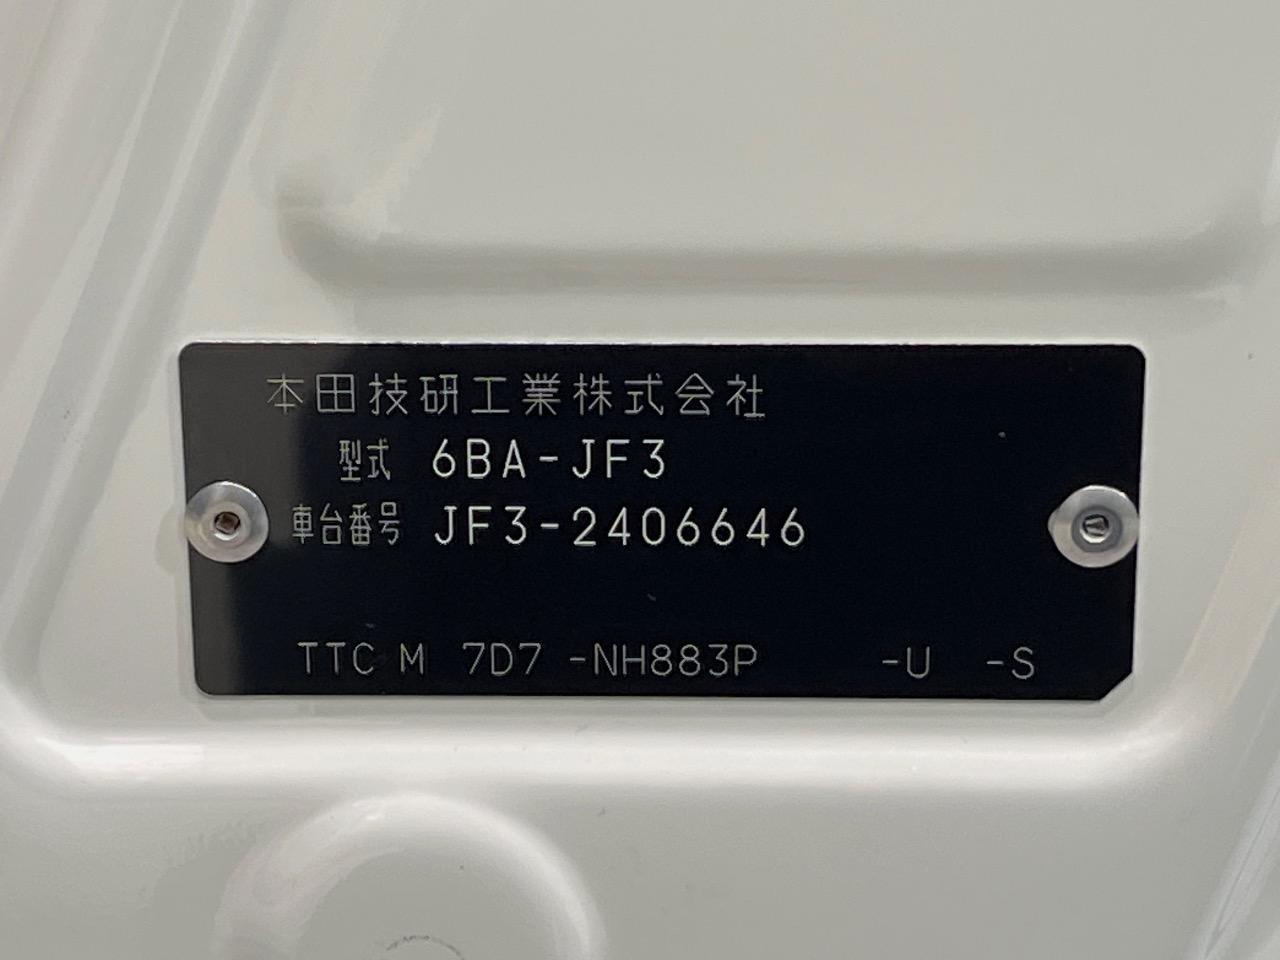 本田技研工業株式会社
型式 6BA-JF3
車台番号 JF3-2406646
TTC M 7D7 -NH883P -U -S